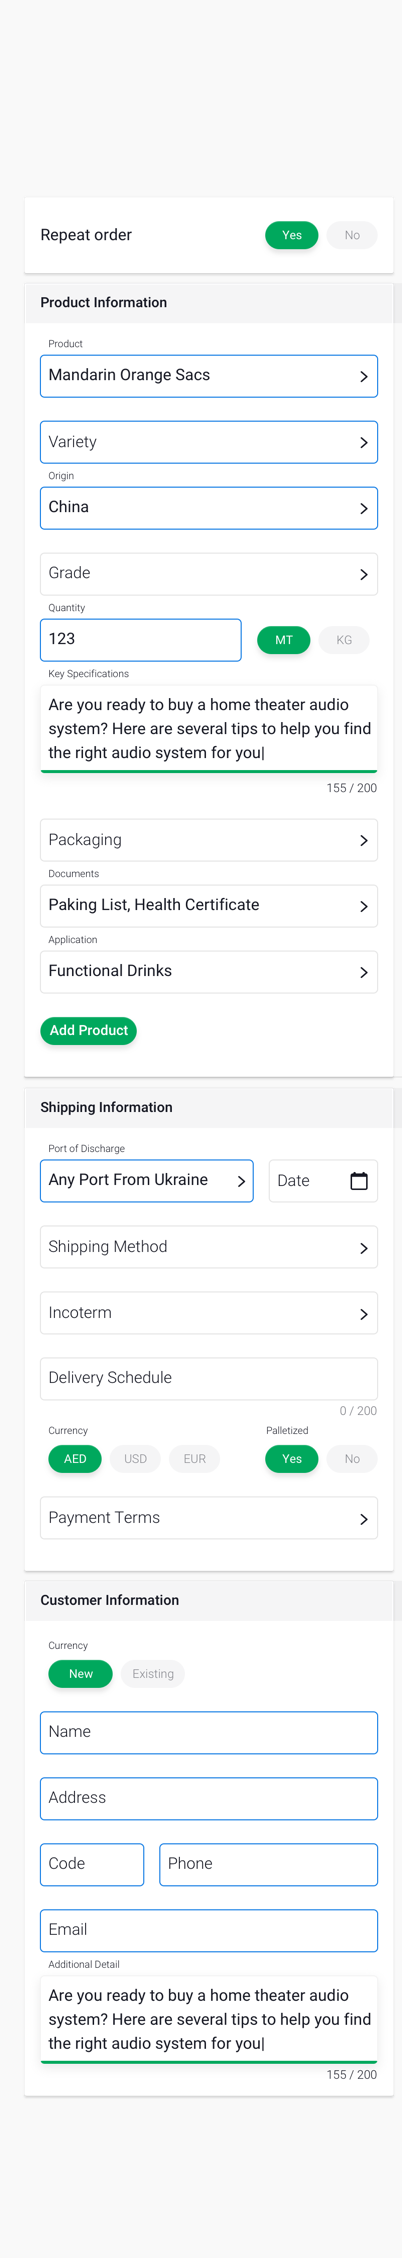 Repeat order
Yes
No
Product Information
Product
Mandarin Orange Sacs
Variety
Origin
China
Grade
Quantity
123
MT
KG
Key Specifications
Are you ready to buy a home theater audio
system? Here are several tips to help you find
the right audio system for you
155 / 200
Packaging
Documents
Paking List, Health Certificate
Application
Functional Drinks
Add Product
Shipping Information
Port of Discharge
Any Port From Ukraine
Date
Shipping Method
Incoterm
Delivery Schedule
0 / 200
Currency
Palletized
AED
USD
EUR
Yes
No
Payment Terms
Customer Information
Currency
New
Existing
Name
Address
Code
Phone
Email
Additional Detail
Are you ready to buy a home theater audio
system? Here are several tips to help you find
the right audio system for you
155 / 200